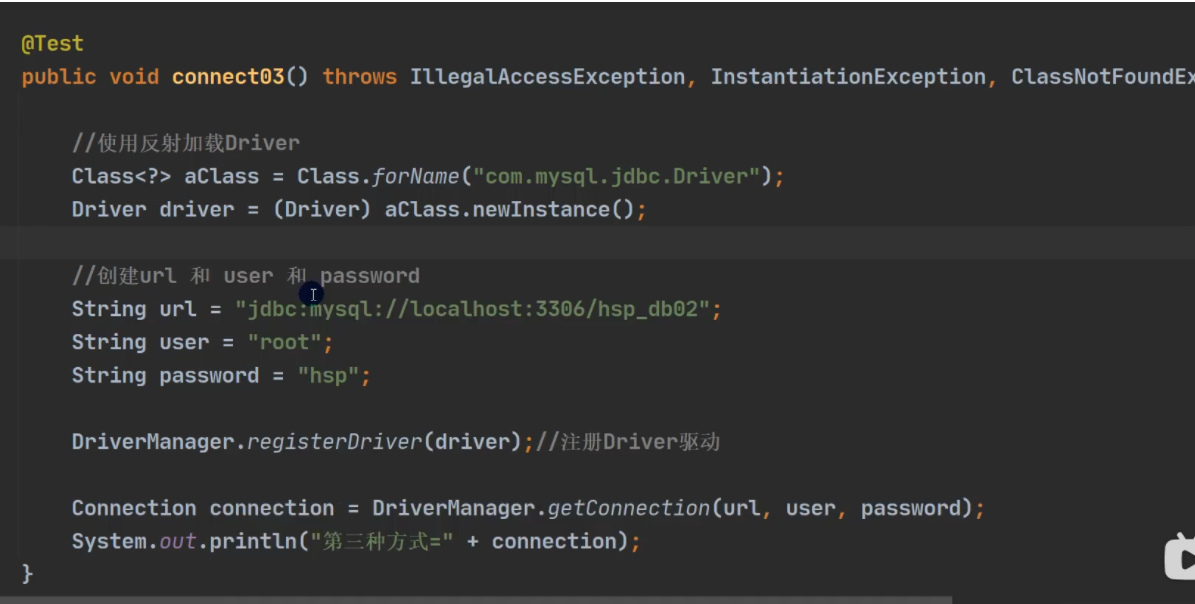 @Test
public void connect03() throws IllegalAccessException, InstantiationException, ClassNotFoundEx
//使用反射加载Driver
Class<?> aClass = Class.forName("com.mysql.jdbc.Driver");
Driver driver = (Driver) aClass.newInstance();
//创建url 和 user 和 password
String url = "jdbc:mysql://localhost:3306/hsp_db02";
String user = "root";
String password = "hsp";
DriverManager.registerDriver(driver);//注册Driver驱动
Connection connection = DriverManager.getConnection(url, user, password);
System.out.println("第三种方式=" + connection);
}